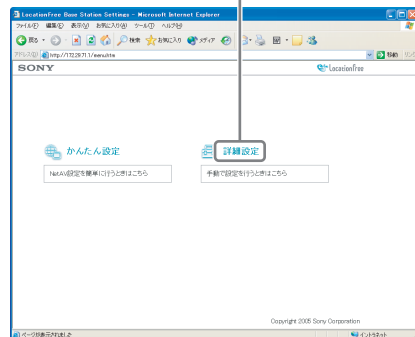 LocationFree Base Station Settings - Microsoft Internet Explorer
ファイル(F) 編集(E) 表示(V) お気に入り(A) ツール(T) ヘルプ(H)
戻る 検索 お気に入り メディア
アドレス(D) http://172.29.71.1/menu.htm 移動 リンク
SONY LocationFree
かんたん設定 詳細設定
NetAV設定を簡単に行うときはこちら 手動で設定を行うときはこちら
Copyright 2005 Sony Corporation
ページが表示されました インターネット